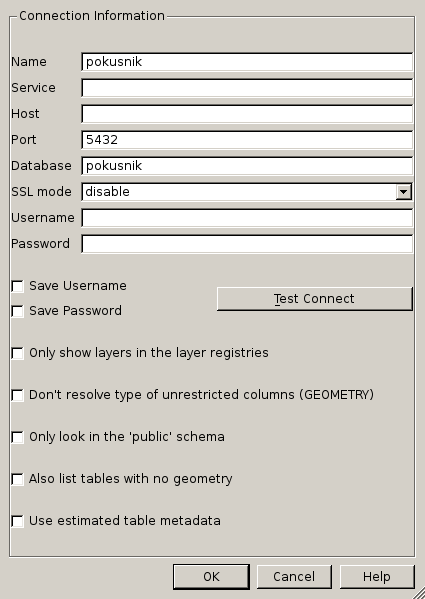 Connection Information
Name pokusnik
Service
Host
Port 5432
Database pokusnik
SSL mode disable
Username
Password
Save Username
Save Password
Test Connect
Only show layers in the layer registries
Don't resolve type of unrestricted columns (GEOMETRY)
Only look in the 'public' schema
Also list tables with no geometry
Use estimated table metadata
OK Cancel Help